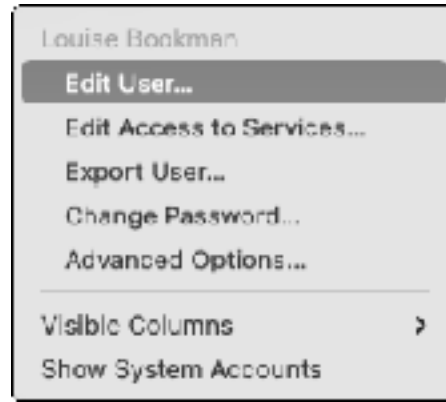 Louise Bookman
Edit User...
Edit Access to Services...
Export User...
Change Password...
Advanced Options...
Visible Columns
Show System Accounts